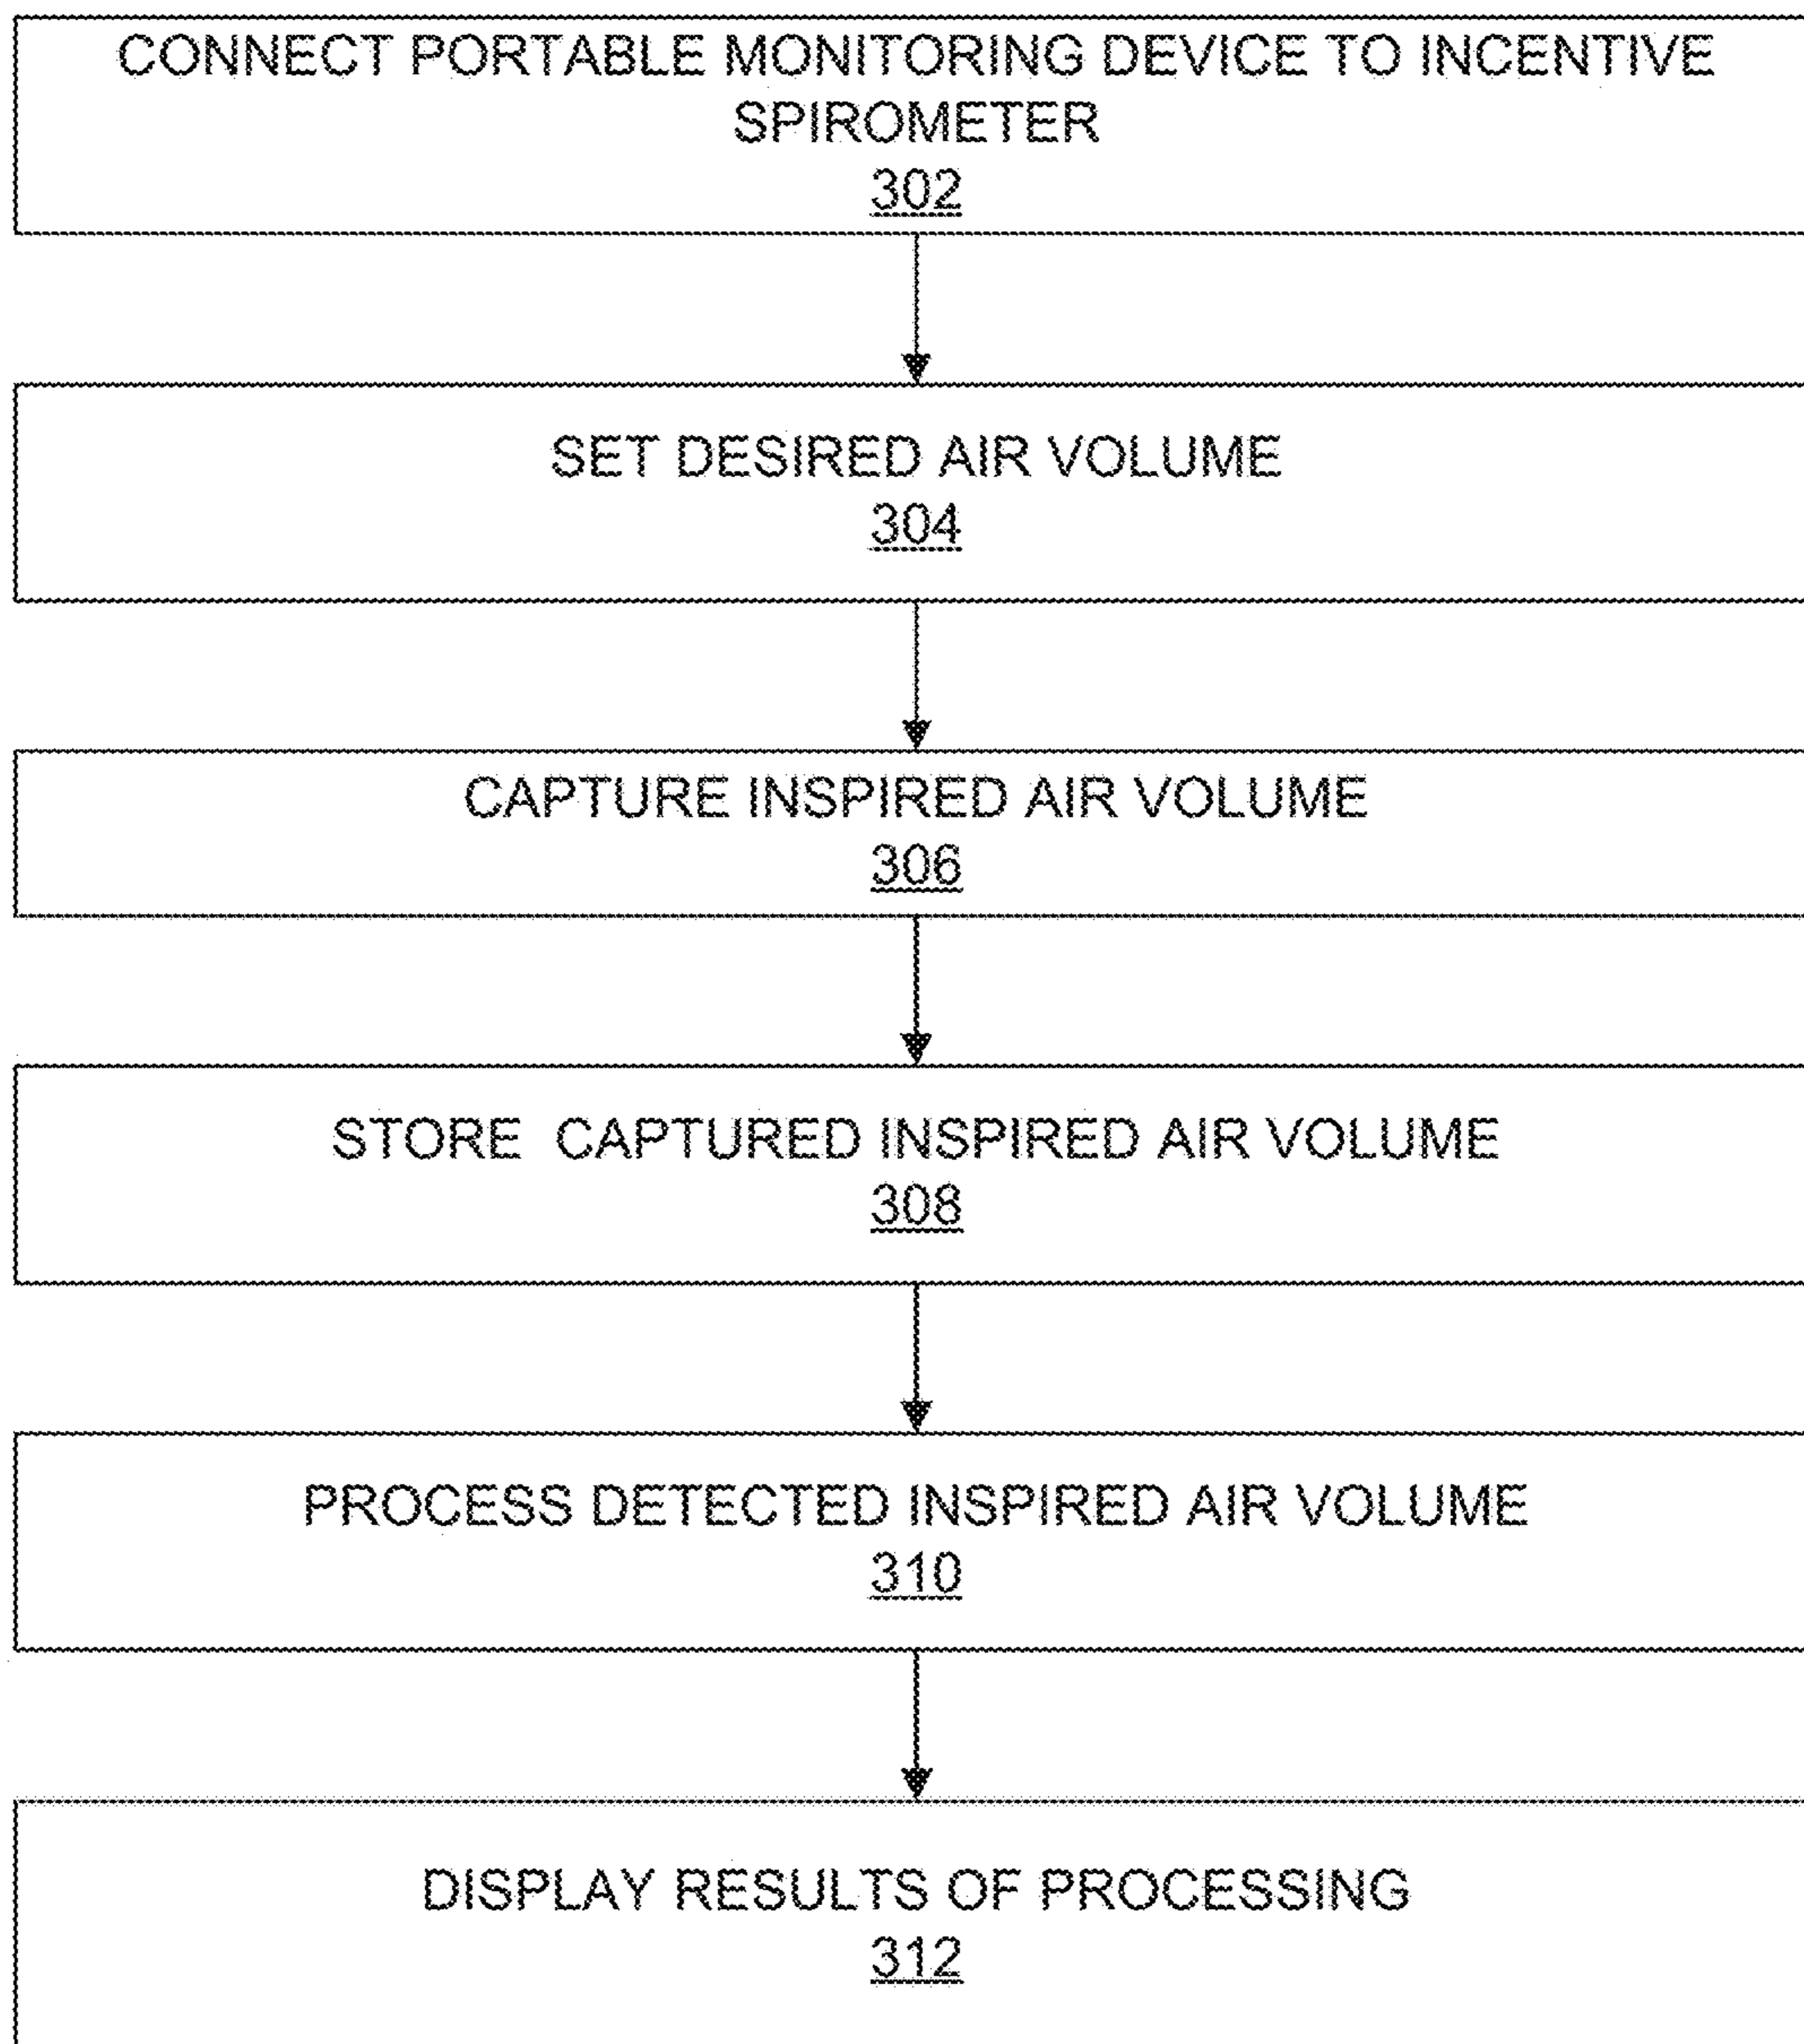 CONNECT PORTABLE MONITORING DEVICE TO INCENTIVE
SPIROMETER
302
SET DESIRED AIR VOLUME
304
CAPTURE INSPIRED AIR VOLUME
306
STORE CAPTURED INSPIRED AIR VOLUME
308
PROCESS DETECTED INSPIRED AIR VOLUME
310
DISPLAY RESULTS OF PROCESSING
312